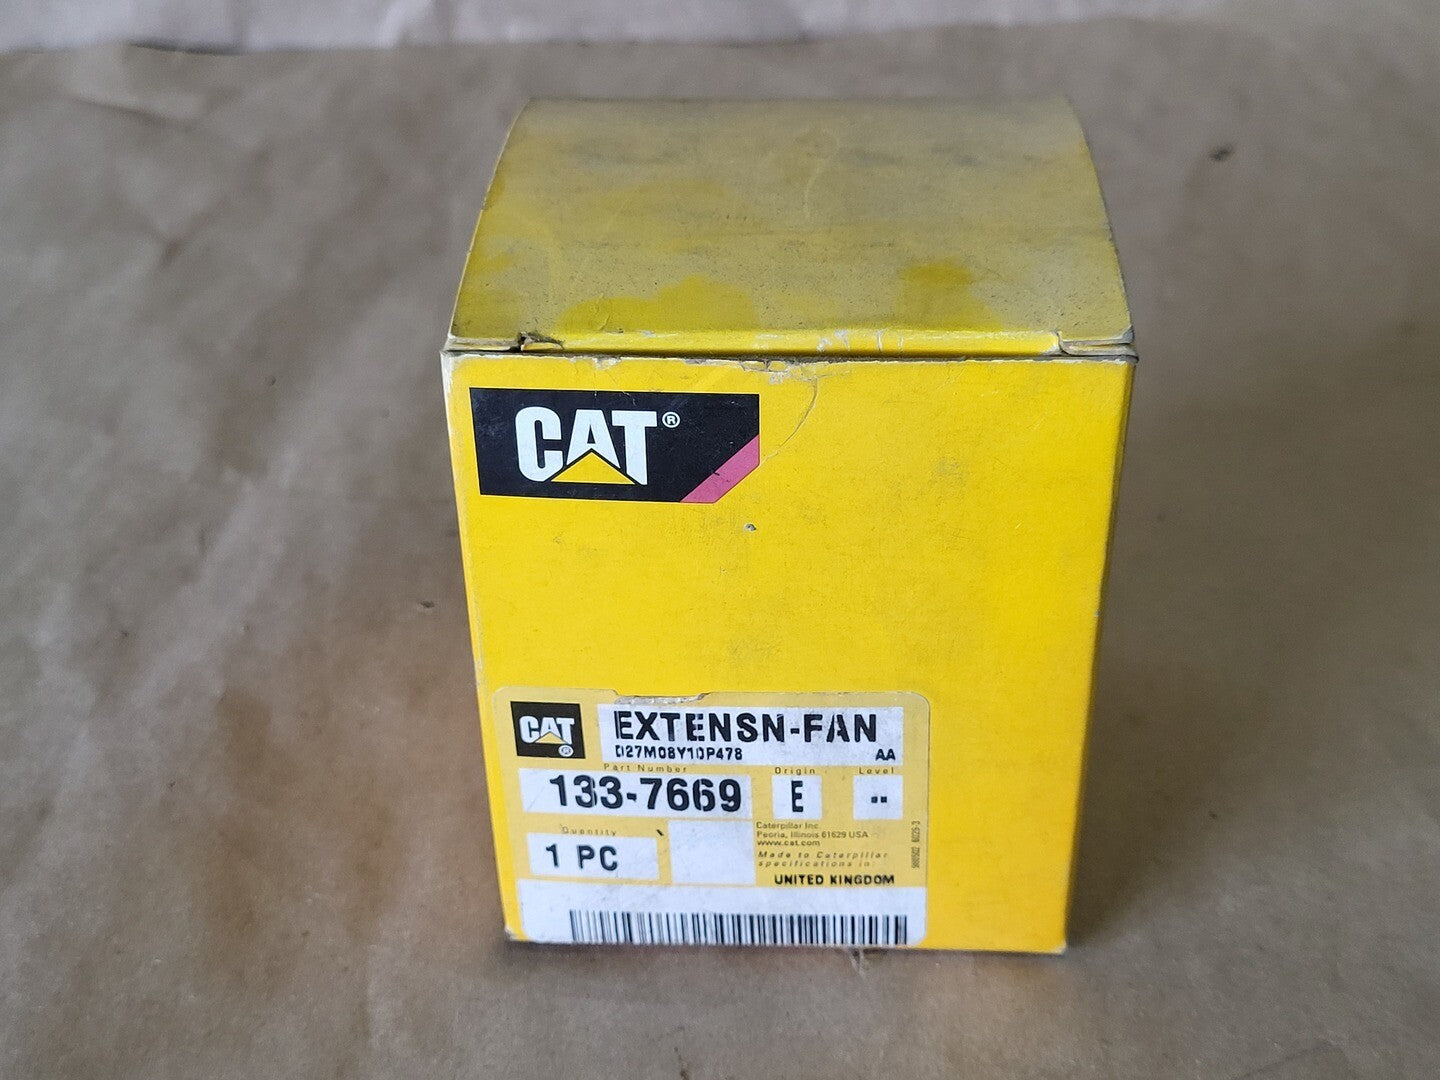 CAT®
CAT®
EXTENSN-FAN
D27M08Y10P478 AA
Part Number Origin Level
133-7669 E --
Quantity
1 PC
Caterpillar Inc.
Peoria, Illinois 61629 USA
www.cat.com
Made to Caterpillar
specifications in:
UNITED KINGDOM